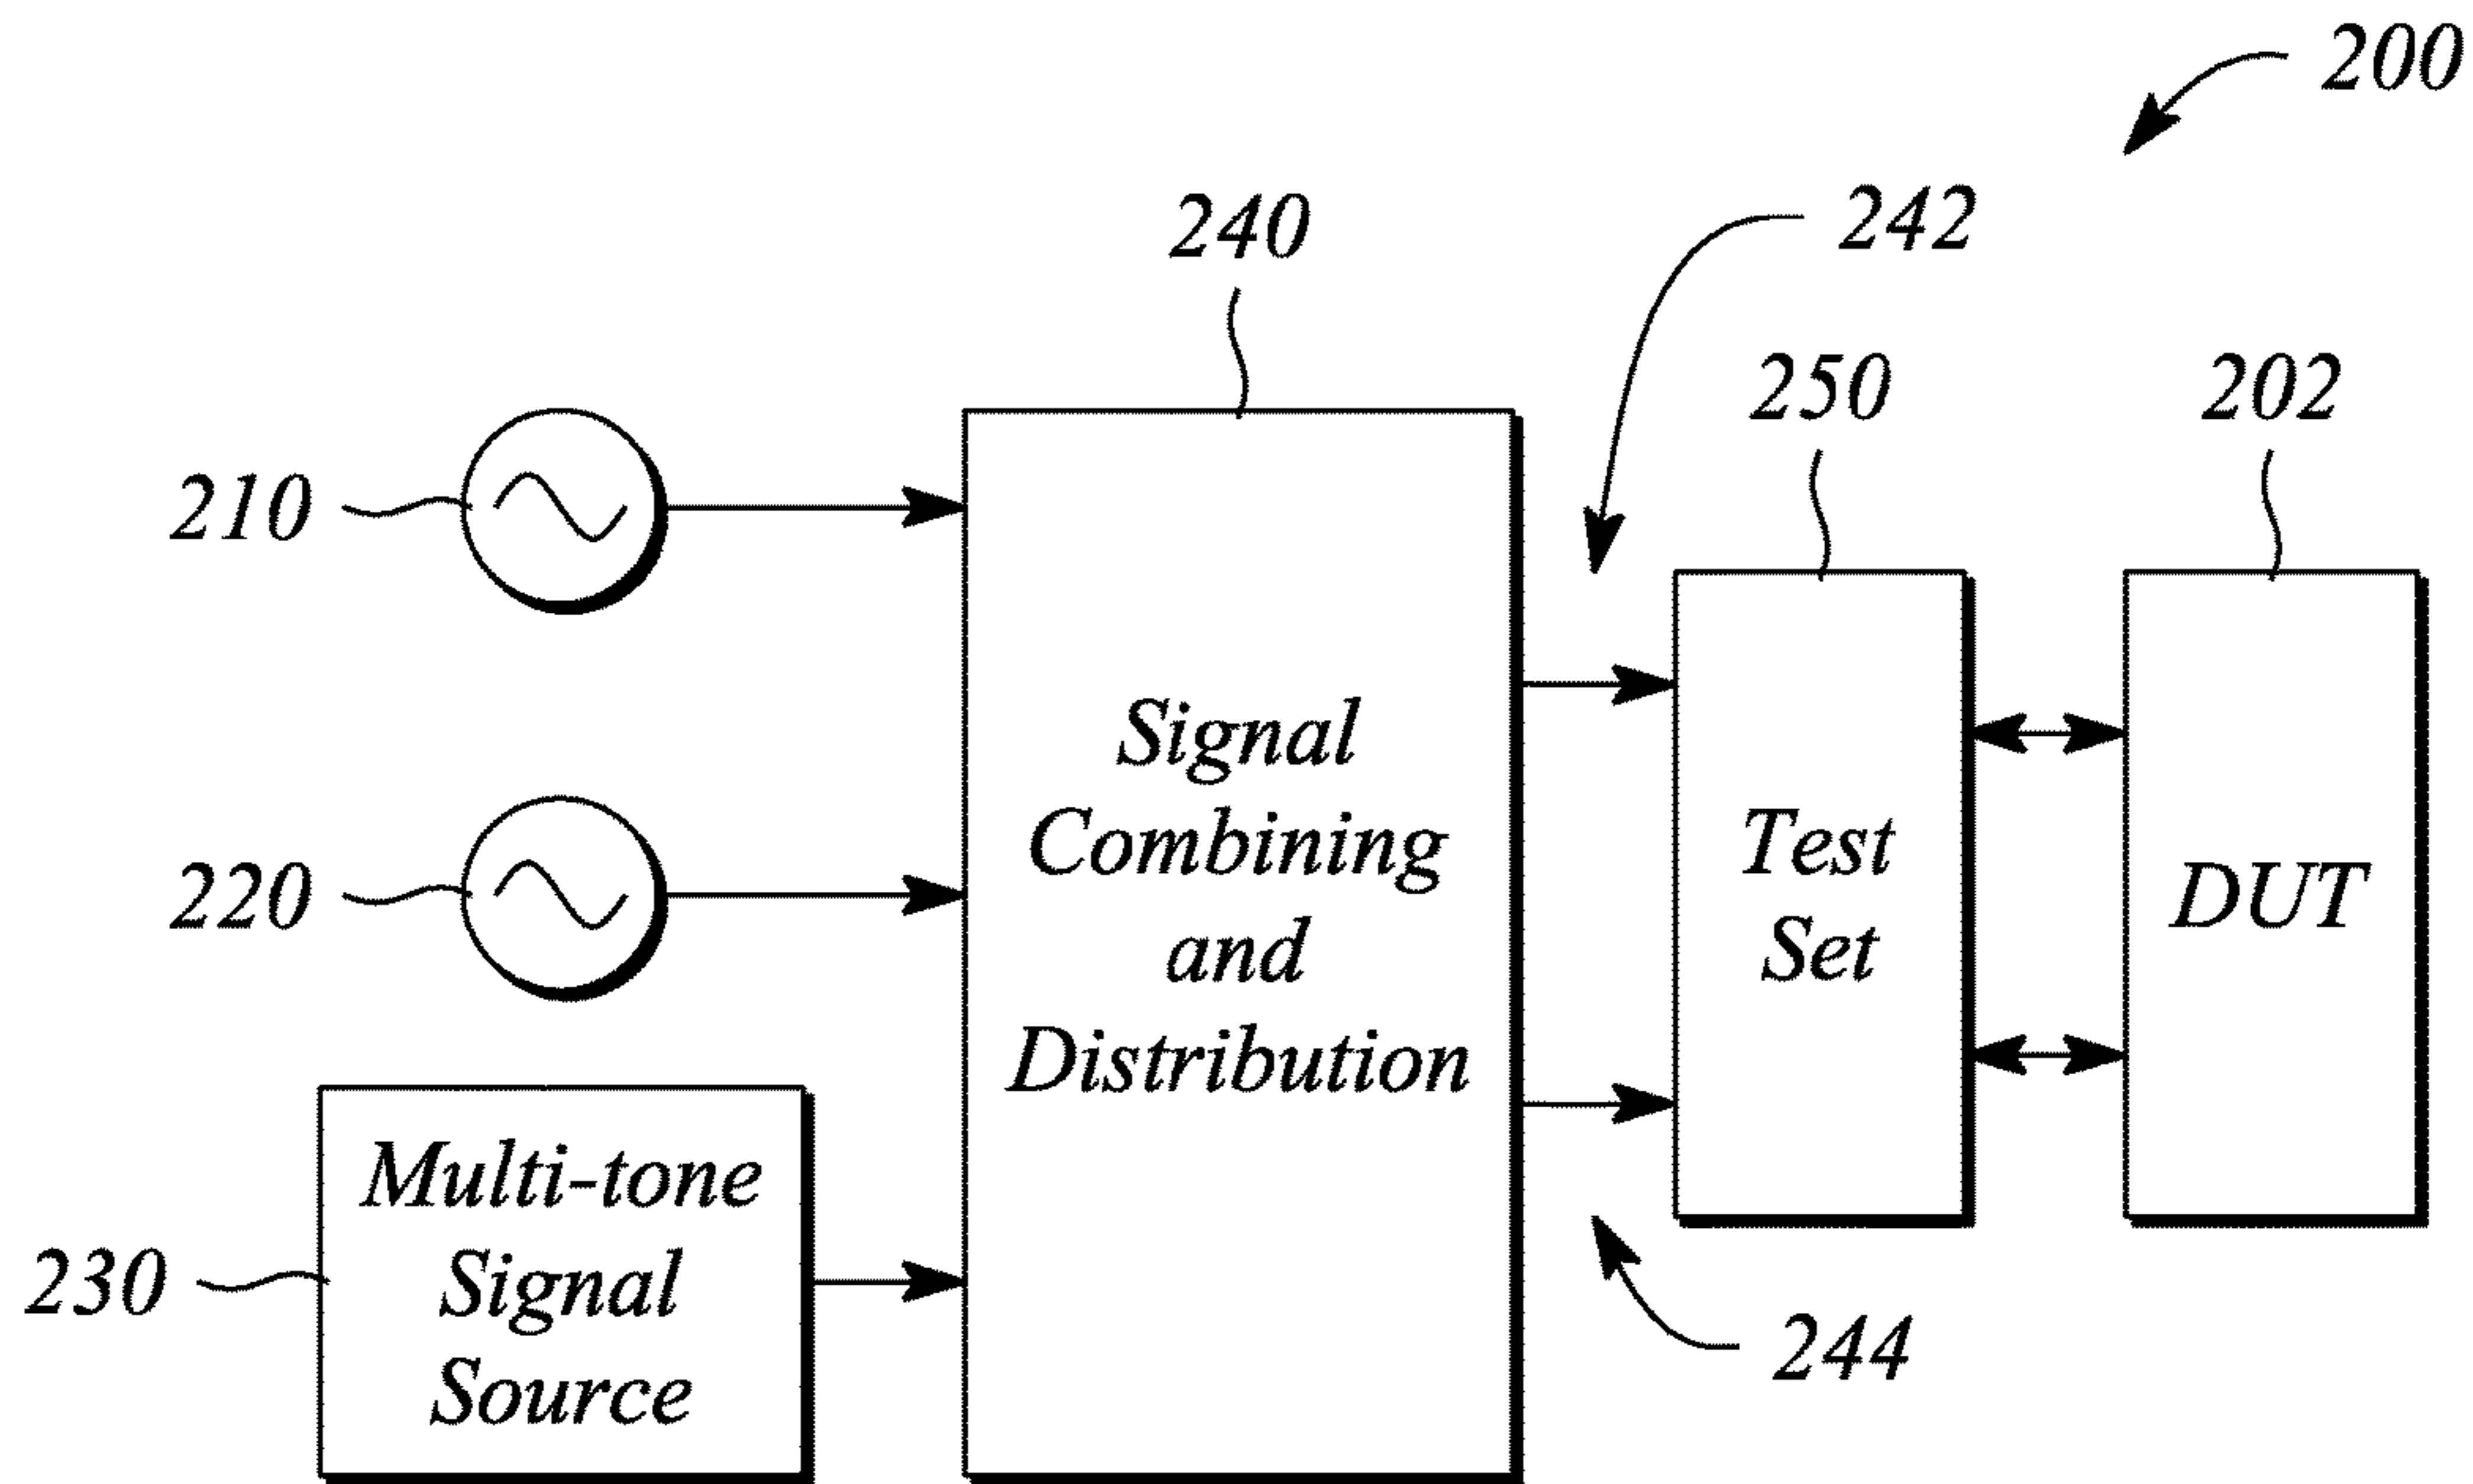 200
240
242
250
202
210
220
Signal
Combining
and
Distribution
Test
Set
DUT
230
Multi-tone
Signal
Source
244